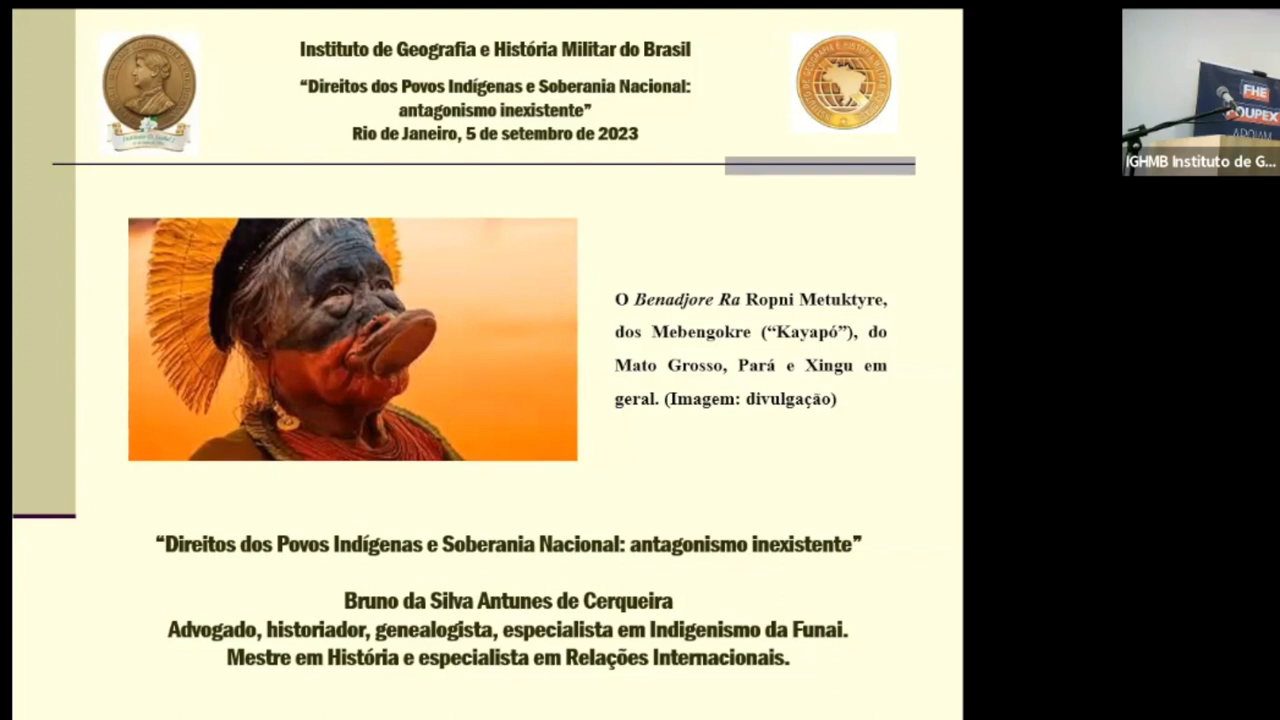 Instituto de Geografia e História Militar do Brasil
“Direitos dos Povos Indígenas e Soberania Nacional:
antagonismo inexistente”
Rio de Janeiro, 5 de setembro de 2023
O Benadjore Ra Ropni Metuktyre,
dos Mebengokre (“Kayapó”), do
Mato Grosso, Pará e Xingu em
geral. (Imagem: divulgação)
“Direitos dos Povos Indígenas e Soberania Nacional: antagonismo inexistente”
Bruno da Silva Antunes de Cerqueira
Advogado, historiador, genealogista, especialista em Indigenismo da Funai.
Mestre em História e especialista em Relações Internacionais.
FHE
POUPEX
APOIAM
IGHMB Instituto de G...